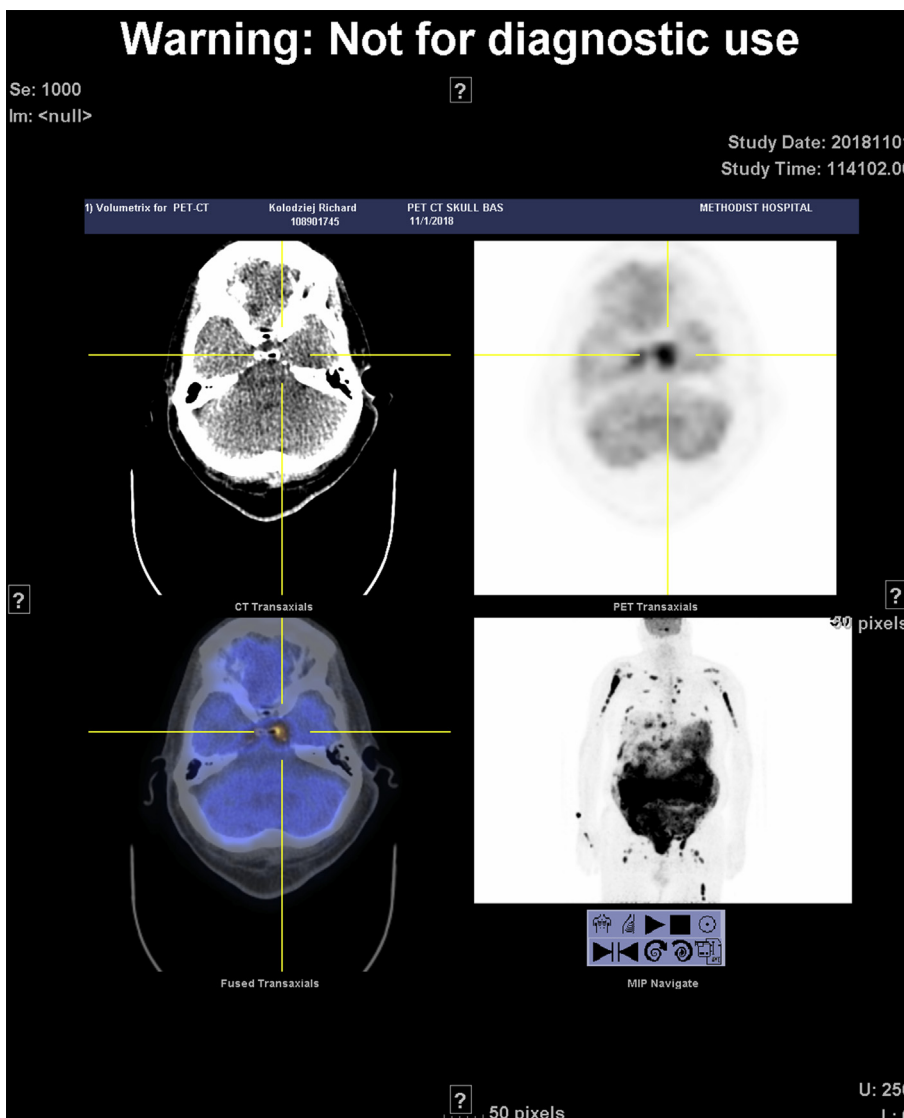 Warning: Not for diagnostic use
Se: 1000
?
Im: <null>
Study Date: 2018110
Study Time: 114102.0
1) Volumetrix for PET-CT Kolodziej Richard PET CT SKULL BAS METHODIST HOSPITAL
108901745 11/1/2018
CT Transaxials PET Transaxials
? ?
50 pixels
Fused Transaxials MIP Navigate
U: 256
? 50 pixels